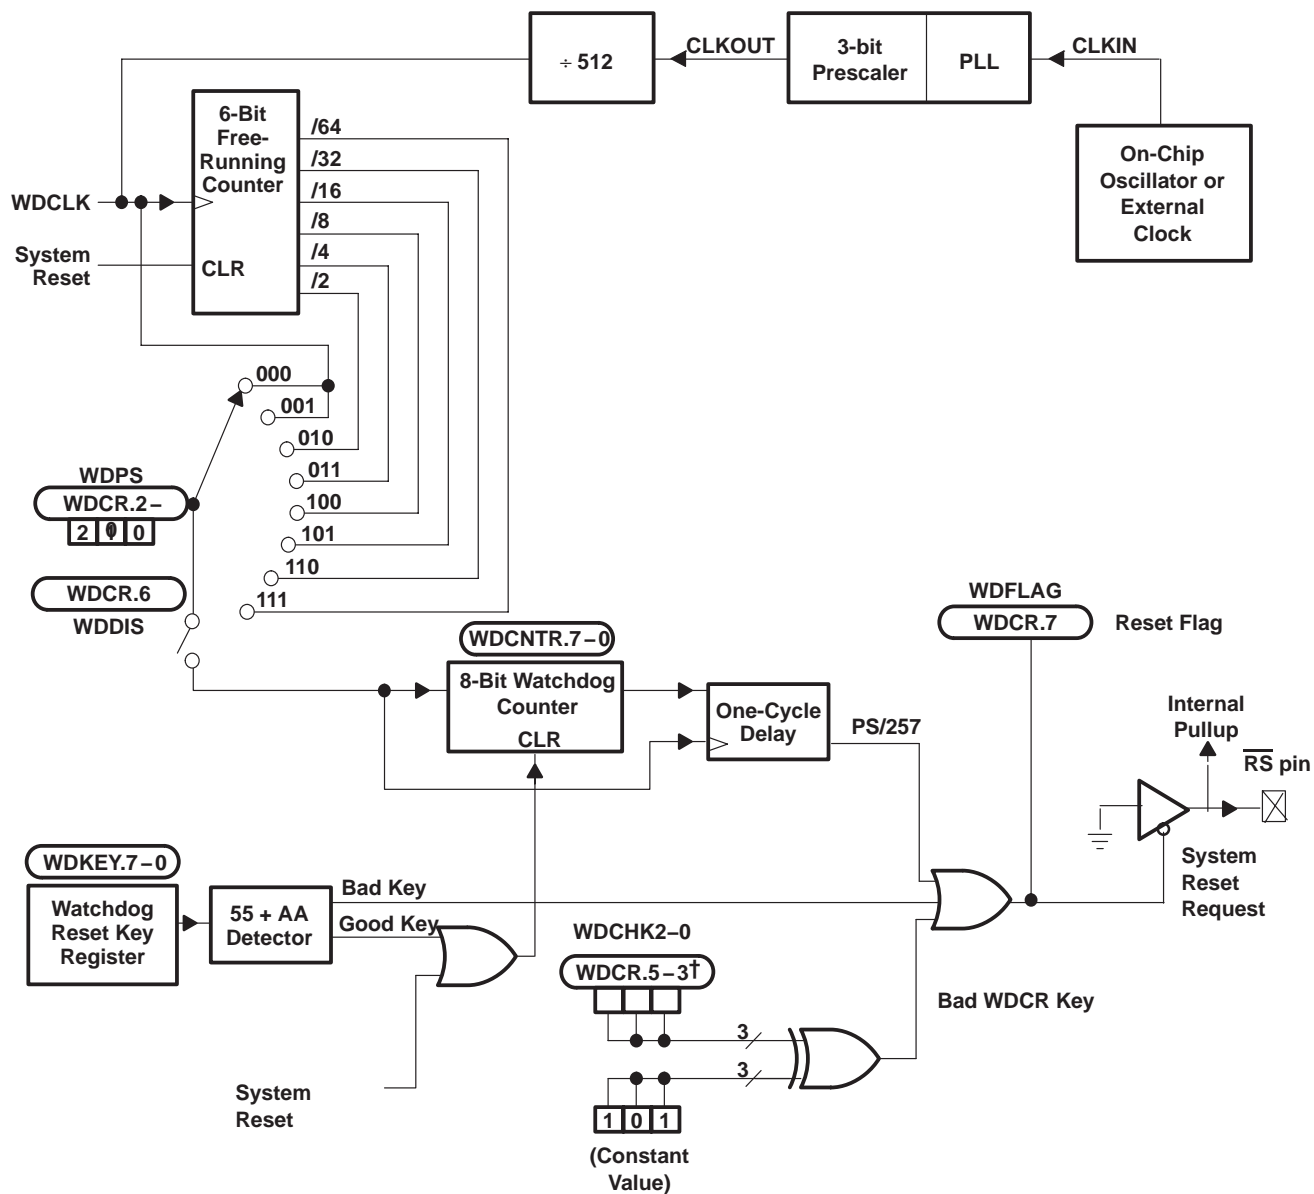 ÷ 512
CLKOUT
3-bit
Prescaler
PLL
CLKIN
On-Chip
Oscillator or
External
Clock
6-Bit
Free-
Running
Counter
CLR
/64
/32
/16
/8
/4
/2
WDCLK
System
Reset
000
001
010
011
100
101
110
111
WDPS
WDCR.2–
2 0
WDCR.6
WDDIS
WDCNTR.7–0
8-Bit Watchdog
Counter
CLR
One-Cycle
Delay
PS/257
WDFLAG
WDCR.7
Reset Flag
Internal
Pullup
RS pin
System
Reset
Request
WDKEY.7–0
Watchdog
Reset Key
Register
55 + AA
Detector
Bad Key
Good Key
System
Reset
WDCHK2–0
WDCR.5–3†
3
3
1 0 1
(Constant
Value)
Bad WDCR Key